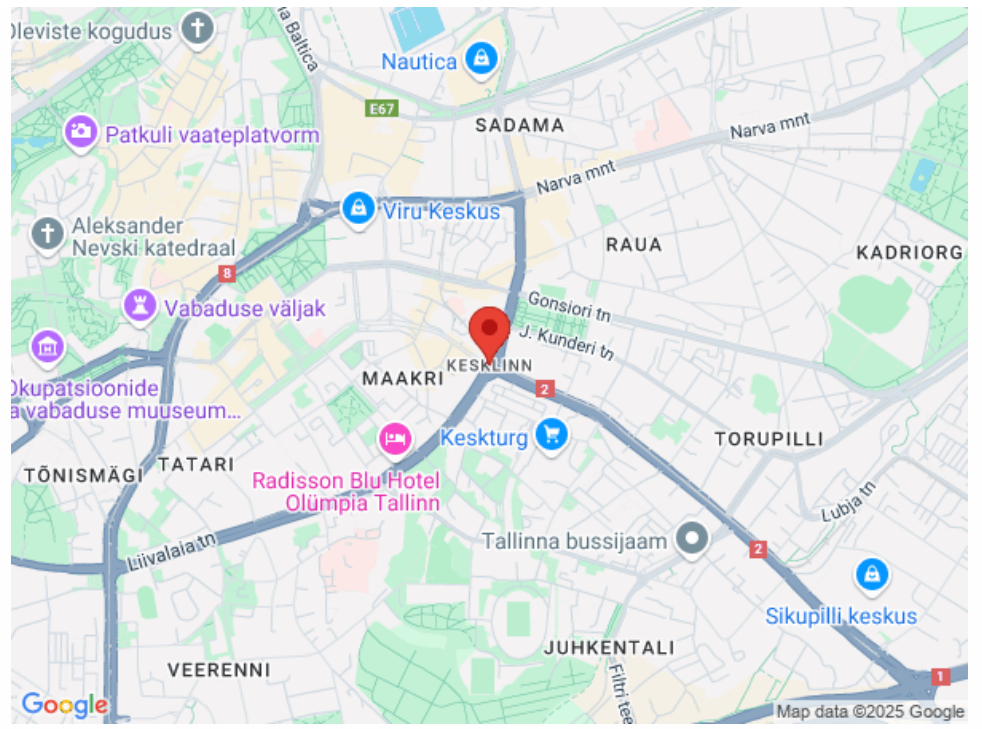 Oleviste kogudus
ia Baltica
Nautica
E67
SADAMA
Patkuli vaateplatvorm
Narva mnt
Narva mnt
Viru Keskus
Aleksander
Nevski katedraal
RAUA
KADRIORG
8
Gonsiori tn
Vabaduse väljak
J. Kunderi tn
KESKLINN
MAAKRI
2
Okupatsioonide
a vabaduse muuseum...
Keskturg
TORUPILLI
TATARI
TÕNISMÄGI
Radisson Blu Hotel
Olümpia Tallinn
Lubja tn
Liivalaia tn
Tallinna bussijaam
2
Sikupilli keskus
JUHKENTALI
VEERENNI
Filtri tee
1
Google
Map data ©2025 Google